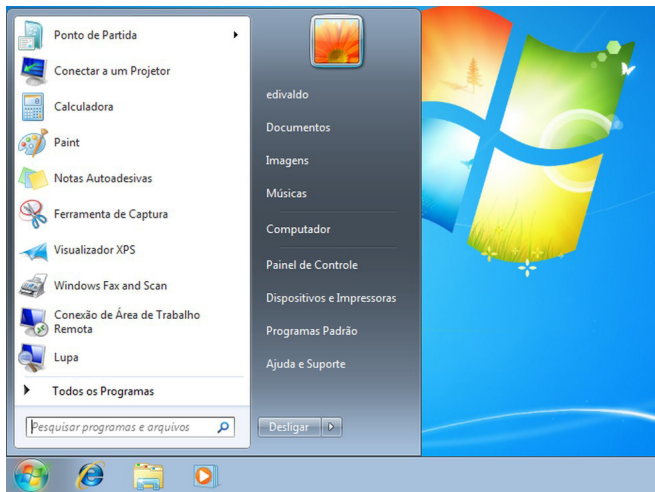 Ponto de Partida
Conectar a um Projetor
Calculadora
Paint
Notas Autoadesivas
Ferramenta de Captura
Visualizador XPS
Windows Fax and Scan
Conexão de Área de Trabalho
Remota
Lupa
Todos os Programas
Pesquisar programas e arquivos
edivaldo
Documentos
Imagens
Músicas
Computador
Painel de Controle
Dispositivos e Impressoras
Programas Padrão
Ajuda e Suporte
Desligar